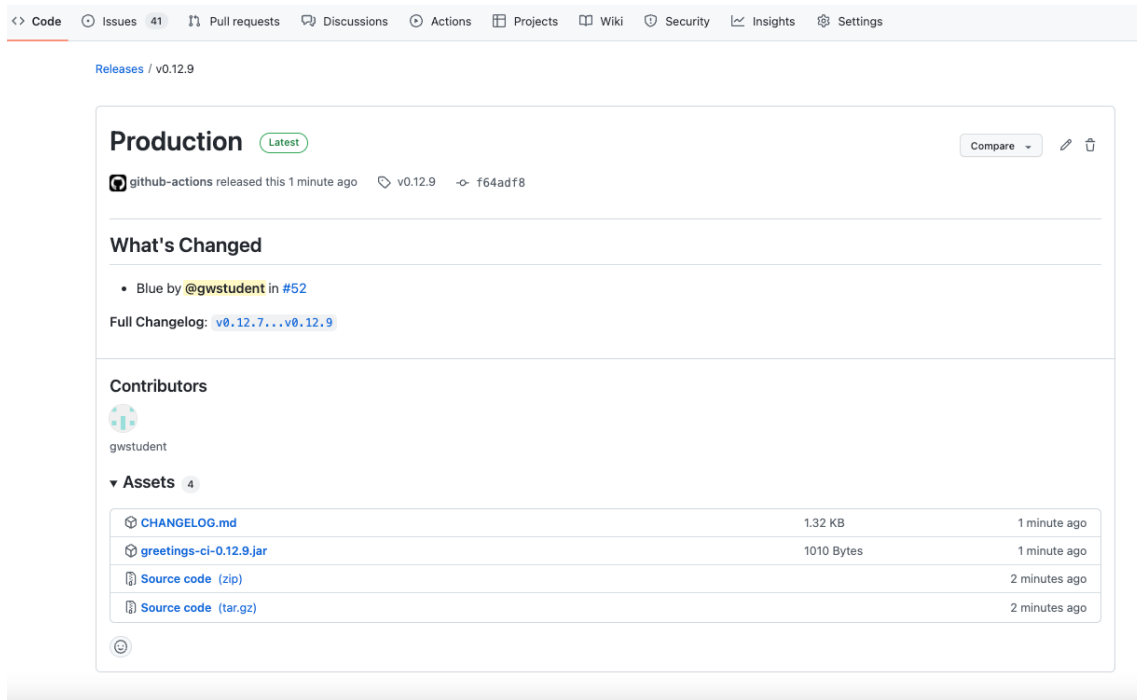 Code Issues 41 Pull requests Discussions Actions Projects Wiki Security Insights Settings
Releases / v0.12.9
Production Latest Compare
github-actions released this 1 minute ago v0.12.9 f64adf8
What's Changed
Blue by @gwstudent in #52
Full Changelog: v0.12.7...v0.12.9
Contributors
gwstudent
Assets 4
CHANGELOG.md 1.32 KB 1 minute ago
greetings-ci-0.12.9.jar 1010 Bytes 1 minute ago
Source code (zip) 2 minutes ago
Source code (tar.gz) 2 minutes ago